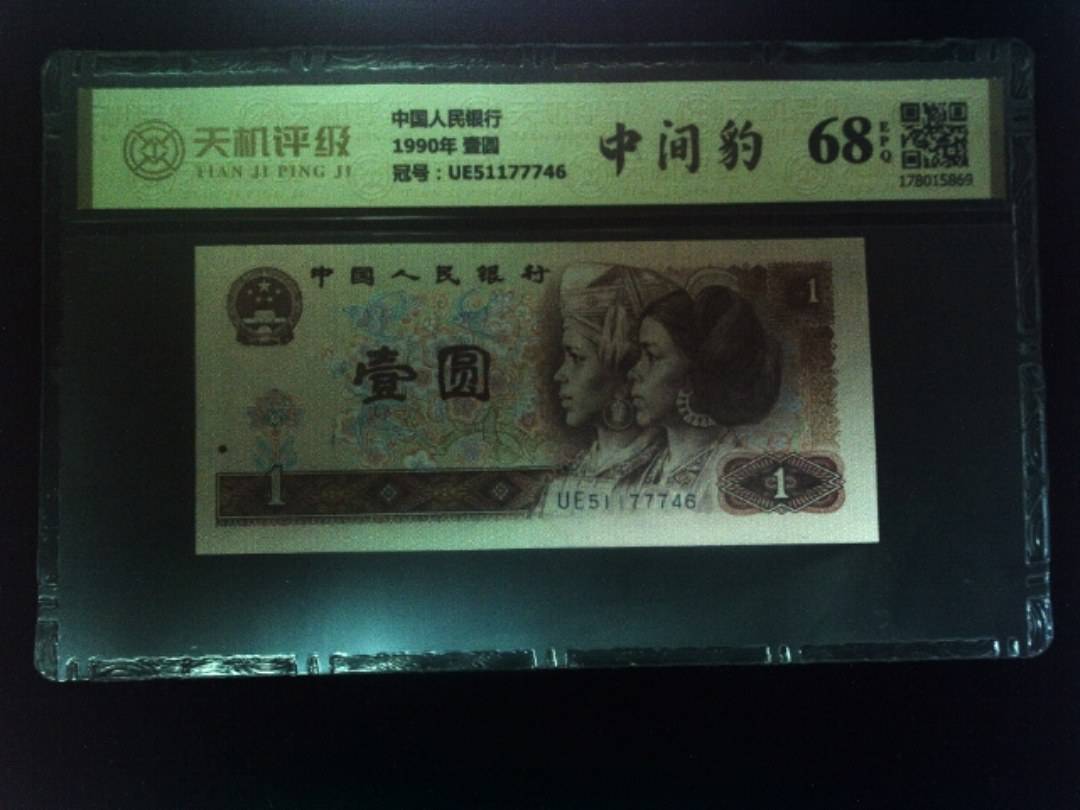 天机评级
TIAN JI PING JI
中国人民银行
1990年 壹圆
冠号：UE51177746
中间豹
68
EPQ
178015869
中国人民银行
1
壹圆
1
UE51177746
1